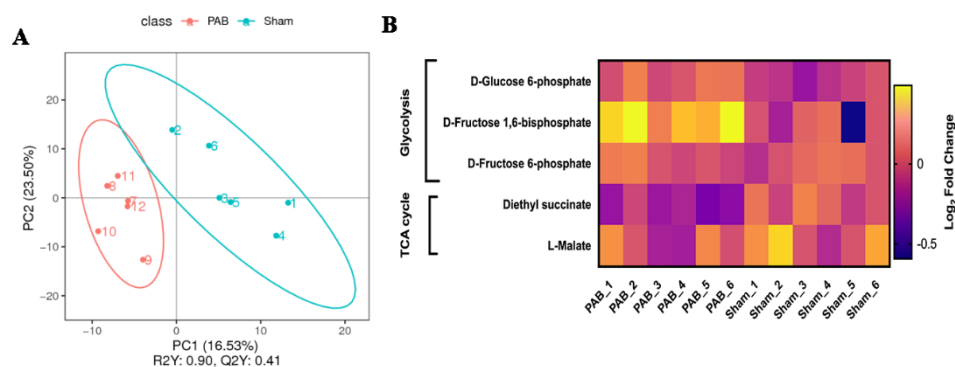 A
class PAB Sham
PC2 (23.50%)
20
10
0
-10
-20
2
6
11
8
3
5
1
7
12
10
4
9
-10
0
10
20
PC1 (16.53%)
R2Y: 0.90, Q2Y: 0.41
B
Glycolysis
TCA cycle
D-Glucose 6-phosphate
D-Fructose 1,6-bisphosphate
D-Fructose 6-phosphate
Diethyl succinate
L-Malate
PAB_1
PAB_2
PAB_3
PAB_4
PAB_5
PAB_6
Sham_1
Sham_2
Sham_3
Sham_4
Sham_5
Sham_6
0
-0.5
Log2 Fold Change